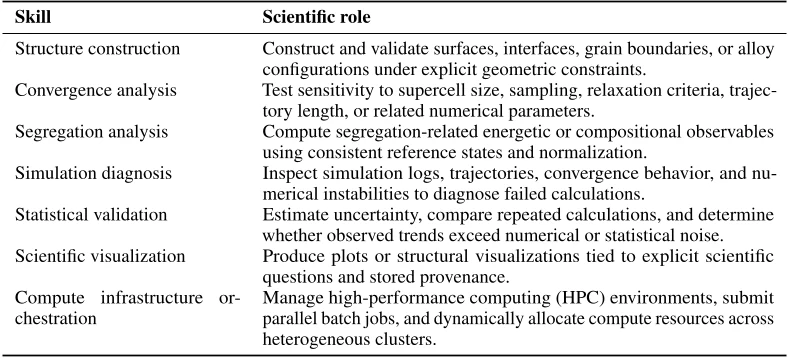 Skill Scientific role
Structure construction Construct and validate surfaces, interfaces, grain boundaries, or alloy
configurations under explicit geometric constraints.
Convergence analysis Test sensitivity to supercell size, sampling, relaxation criteria, trajec-
tory length, or related numerical parameters.
Segregation analysis Compute segregation-related energetic or compositional observables
using consistent reference states and normalization.
Simulation diagnosis Inspect simulation logs, trajectories, convergence behavior, and nu-
merical instabilities to diagnose failed calculations.
Statistical validation Estimate uncertainty, compare repeated calculations, and determine
whether observed trends exceed numerical or statistical noise.
Scientific visualization Produce plots or structural visualizations tied to explicit scientific
questions and stored provenance.
Compute infrastructure or- Manage high-performance computing (HPC) environments, submit
chestration parallel batch jobs, and dynamically allocate compute resources across
heterogeneous clusters.